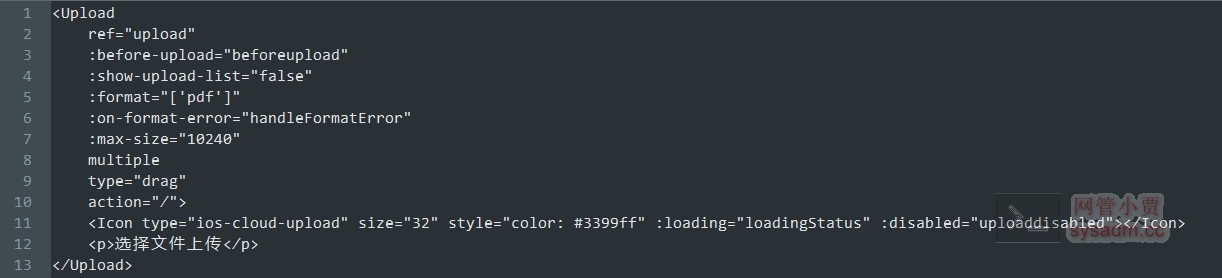 1 <Upload
2 ref="upload"
3 :before-upload="beforeupload"
4 :show-upload-list="false"
5 :format="['pdf']"
6 :on-format-error="handleFormatError"
7 :max-size="10240"
8 multiple
9 type="drag"
10 action="/">
11 <Icon type="ios-cloud-upload" size="32" style="color: #3399ff" :loading="loadingStatus" :disabled="uploaddisabled"></Icon>
12 <p>选择文件上传</p>
13 </Upload>
网管小贾
sysadm.cc